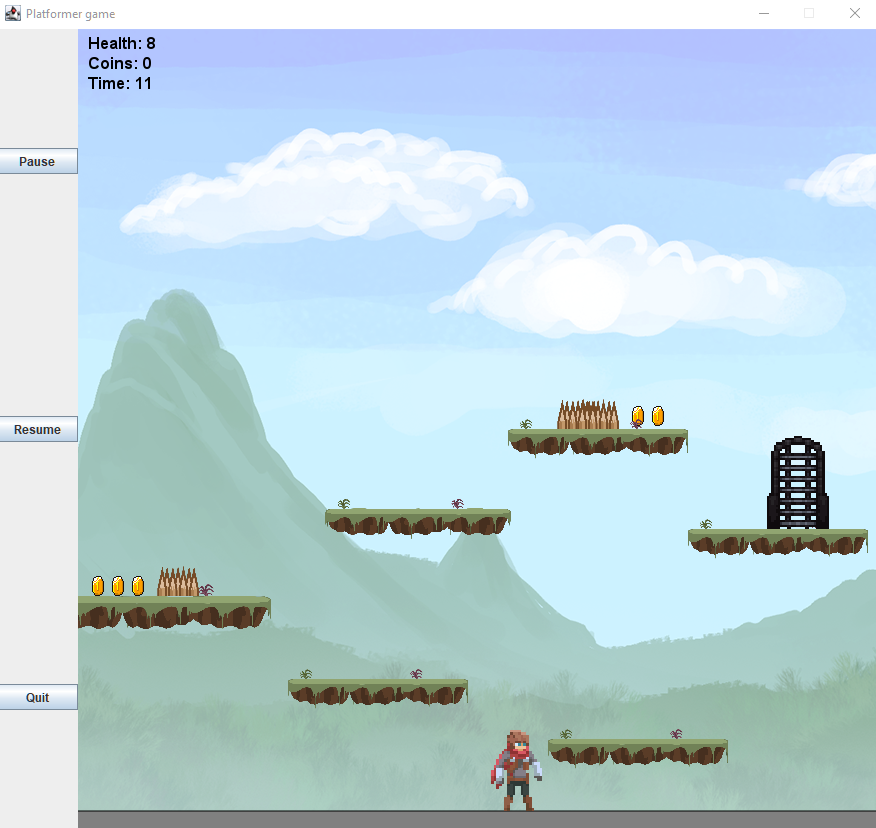 Platformer game
Health: 8
Coins: 0
Time: 11
Pause
Resume
Quit